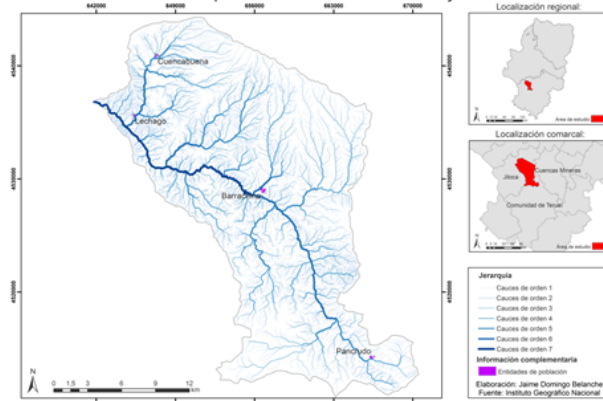 642000 649000 656000 663000 670000
4540000 4540000
4530000 4530000
4520000 4520000
Cuencabuena
Lechago
Barrachina
Pancrudo
N
0 1,5 3 6 9 12
km
Localización regional:
N
Área de estudio
Localización comarcal:
Jiloca
Cuencas Mineras
Comunidad de Teruel
N
Área de estudio
Jerarquía
Cauces de orden 1
Cauces de orden 2
Cauces de orden 3
Cauces de orden 4
Cauces de orden 5
Cauces de orden 6
Cauces de orden 7
Información complementaria
Entidades de población
Elaboración: Jaime Domingo Belanche
Fuente: Instituto Geográfico Nacional